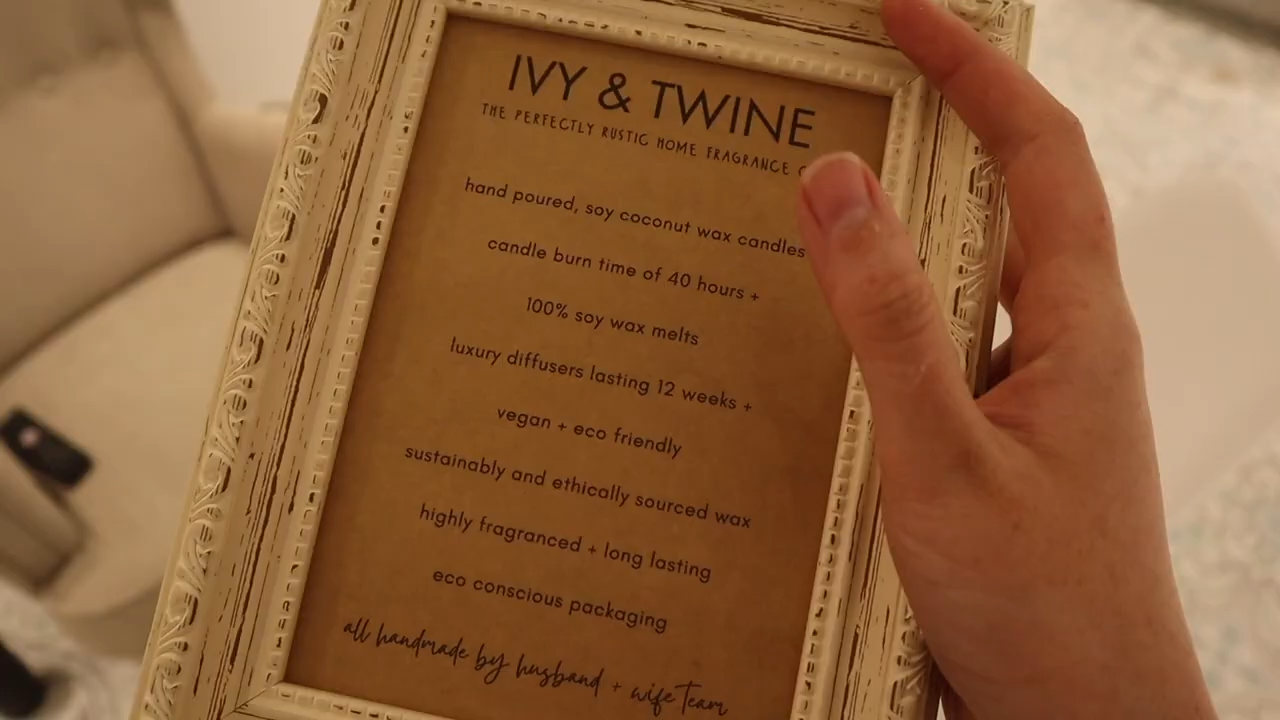 IVY & TWINE
THE PERFECTLY RUSTIC HOME FRAGRANCE
hand poured, soy coconut wax candles
candle burn time of 40 hours +
100% soy wax melts
luxury diffusers lasting 12 weeks +
vegan + eco friendly
sustainably and ethically sourced wax
highly fragranced + long lasting
eco conscious packaging
all handmade by husband + wife team